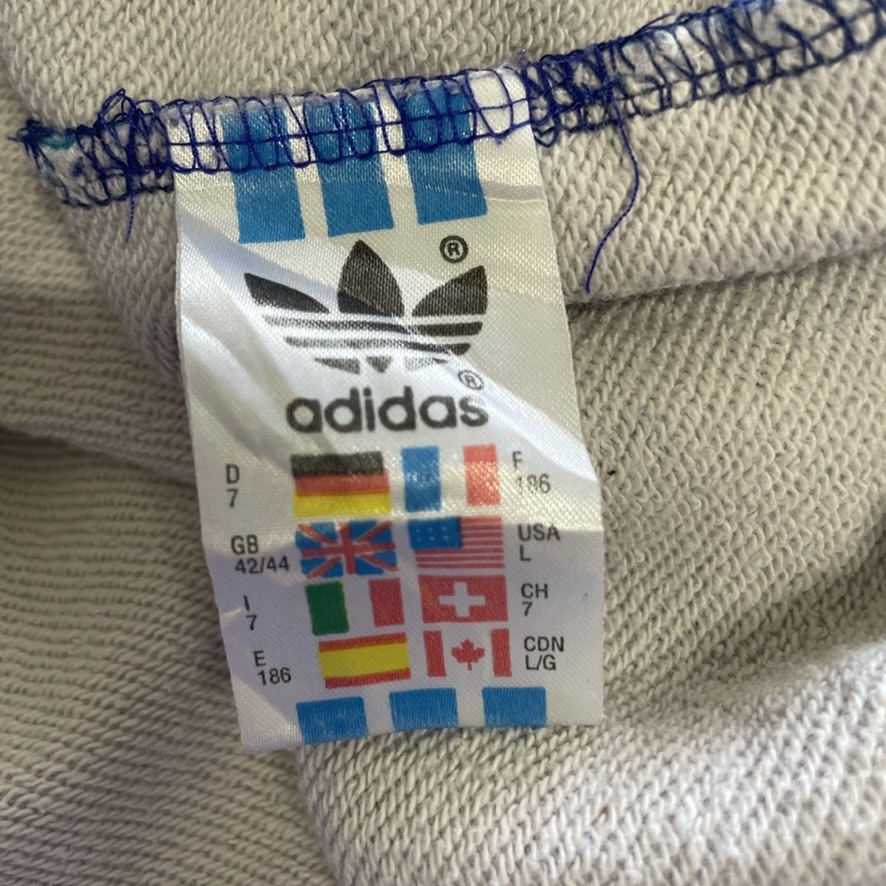 ®
®
adidas
D
7
F
186
GB
42/44
USA
L
I
7
CH
7
E
186
CDN
L/G